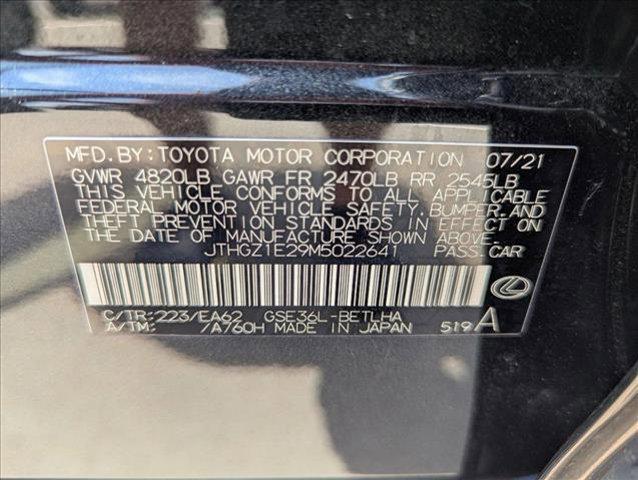 MFD. BY: TOYOTA MOTOR CORPORATION 07/21
GVWR 4820LB GAWR FR 2470LB RR 2545LB
THIS VEHICLE CONFORMS TO ALL APPLICABLE
FEDERAL MOTOR VEHICLE SAFETY, BUMPER, AND
THEFT PREVENTION STANDARDS IN EFFECT ON
THE DATE OF MANUFACTURE SHOWN ABOVE.
JTHGZ1E29M5022641 PASS. CAR
C/TR: 223/EA62 GSE36L-BETLHA
A/TM: /A760H MADE IN JAPAN 519 A